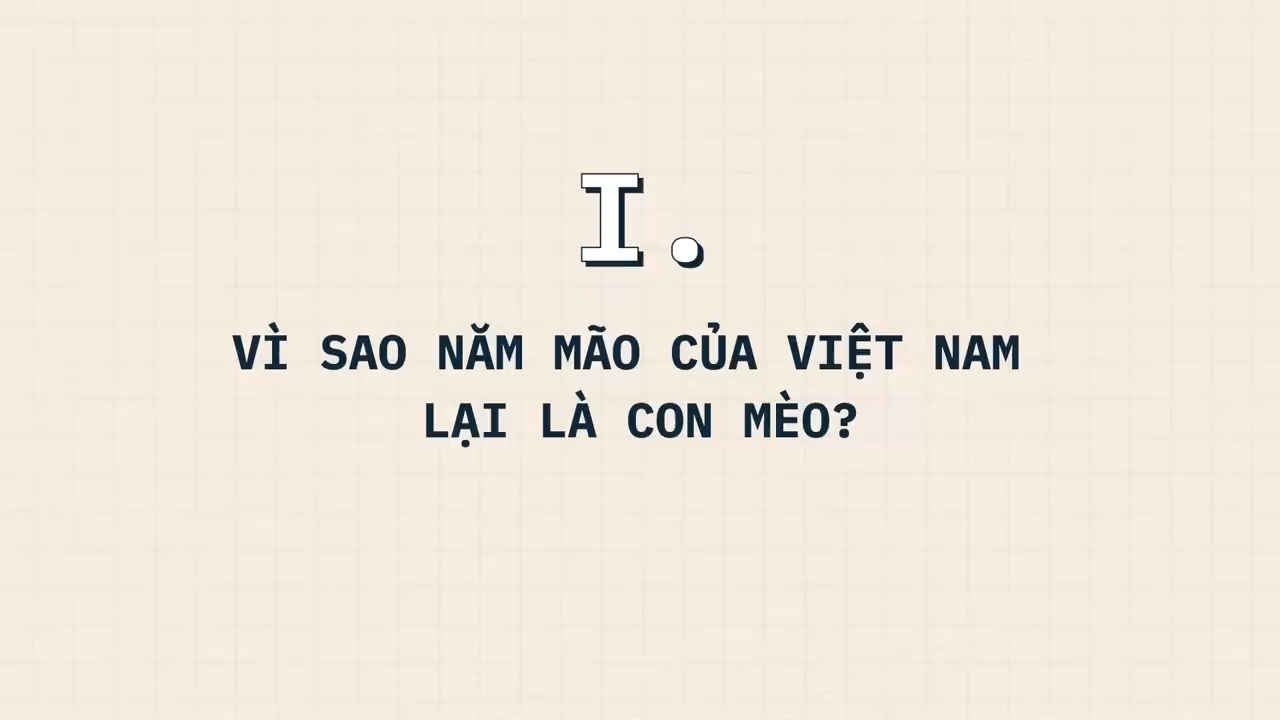 I.
VÌ SAO NĂM MÃO CỦA VIỆT NAM
LẠI LÀ CON MÈO?